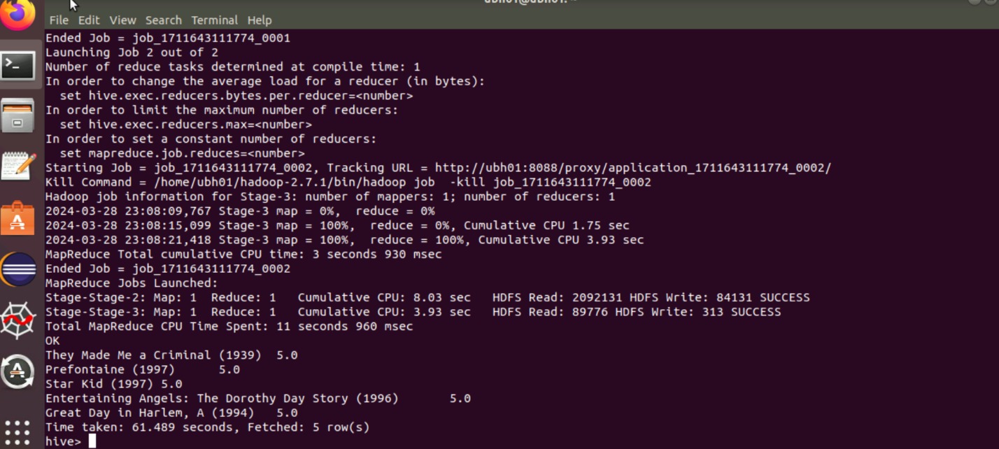 File Edit View Search Terminal Help
Ended Job = job_1711643111774_0001
Launching Job 2 out of 2
Number of reduce tasks determined at compile time: 1
In order to change the average load for a reducer (in bytes):
  set hive.exec.reducers.bytes.per.reducer=<number>
In order to limit the maximum number of reducers:
  set hive.exec.reducers.max=<number>
In order to set a constant number of reducers:
  set mapreduce.job.reduces=<number>
Starting Job = job_1711643111774_0002, Tracking URL = http://ubh01:8088/proxy/application_1711643111774_0002/
Kill Command = /home/ubh01/hadoop-2.7.1/bin/hadoop job  -kill job_1711643111774_0002
Hadoop job information for Stage-3: number of mappers: 1; number of reducers: 1
2024-03-28 23:08:09,767 Stage-3 map = 0%,  reduce = 0%
2024-03-28 23:08:15,099 Stage-3 map = 100%,  reduce = 0%, Cumulative CPU 1.75 sec
2024-03-28 23:08:21,418 Stage-3 map = 100%,  reduce = 100%, Cumulative CPU 3.93 sec
MapReduce Total cumulative CPU time: 3 seconds 930 msec
Ended Job = job_1711643111774_0002
MapReduce Jobs Launched:
Stage-Stage-2: Map: 1  Reduce: 1   Cumulative CPU: 8.03 sec   HDFS Read: 2092131 HDFS Write: 84131 SUCCESS
Stage-Stage-3: Map: 1  Reduce: 1   Cumulative CPU: 3.93 sec   HDFS Read: 89776 HDFS Write: 313 SUCCESS
Total MapReduce CPU Time Spent: 11 seconds 960 msec
OK
They Made Me a Criminal (1939)  5.0
Prefontaine (1997)      5.0
Star Kid (1997) 5.0
Entertaining Angels: The Dorothy Day Story (1996)       5.0
Great Day in Harlem, A (1994)   5.0
Time taken: 61.489 seconds, Fetched: 5 row(s)
hive>